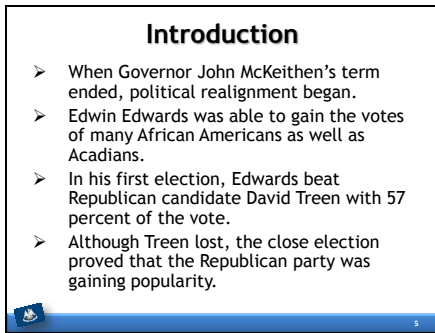 Introduction
➢ When Governor John McKeithen's term
ended, political realignment began.
➢ Edwin Edwards was able to gain the votes
of many African Americans as well as
Acadians.
➢ In his first election, Edwards beat
Republican candidate David Treen with 57
percent of the vote.
➢ Although Treen lost, the close election
proved that the Republican party was
gaining popularity.
5